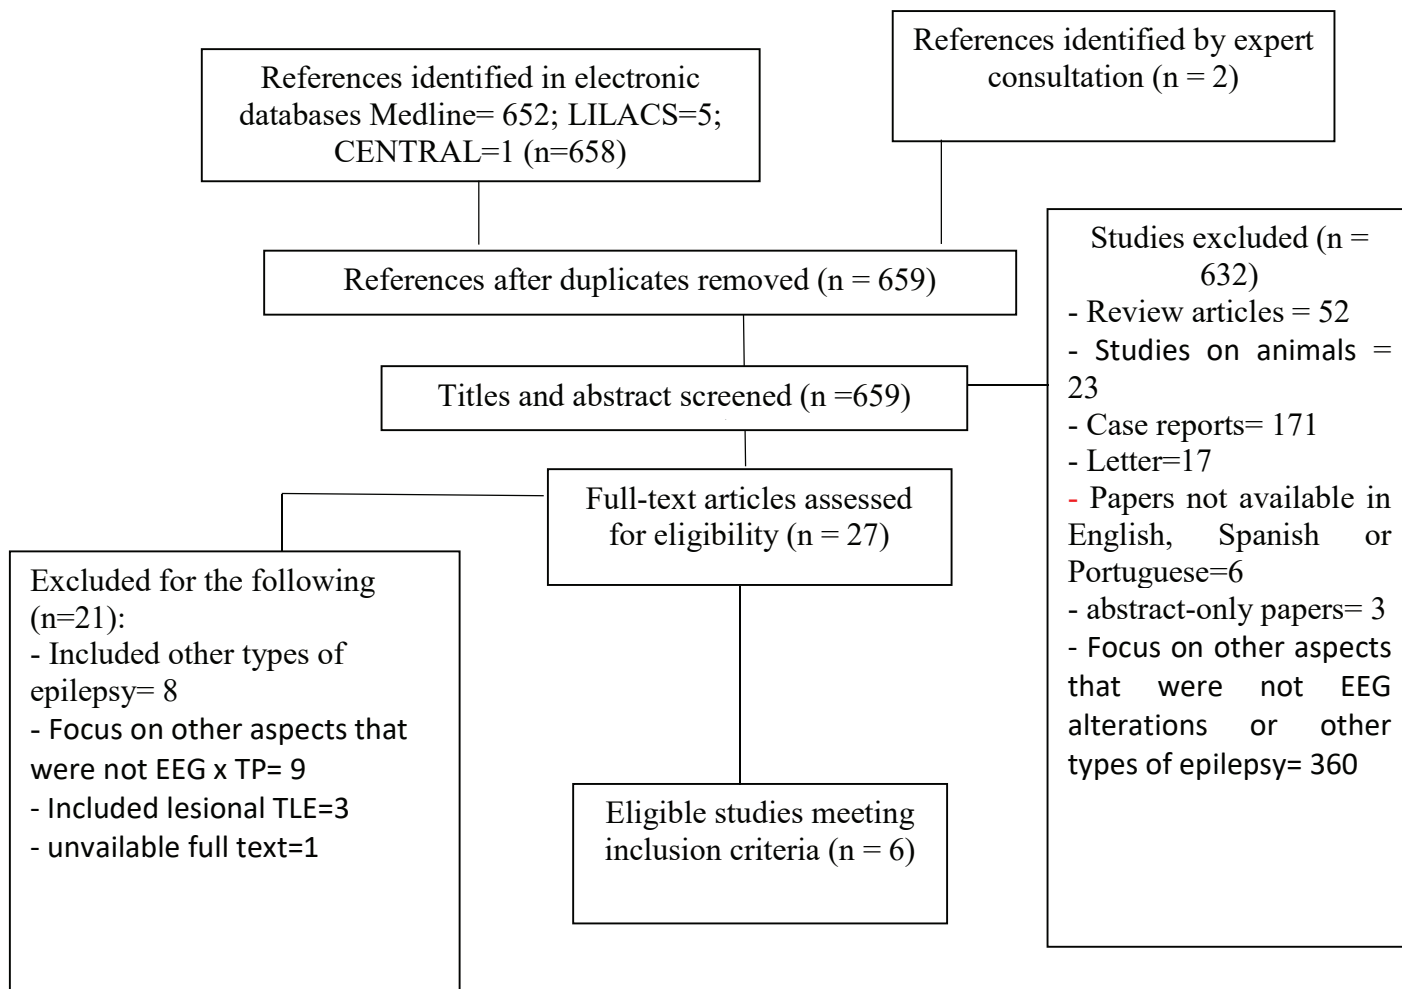 References identified in electronic
databases Medline= 652; LILACS=5;
CENTRAL=1 (n=658)
References identified by expert
consultation (n = 2)
References after duplicates removed (n = 659)
Titles and abstract screened (n =659)
Studies excluded (n =
632)
- Review articles = 52
- Studies on animals =
23
- Case reports= 171
- Letter=17
- Papers not available in
English, Spanish or
Portuguese=6
- abstract-only papers= 3
- Focus on other aspects
that were not EEG
alterations or other
types of epilepsy= 360
Full-text articles assessed
for eligibility (n = 27)
Excluded for the following
(n=21):
- Included other types of
epilepsy= 8
- Focus on other aspects that
were not EEG x TP= 9
- Included lesional TLE=3
- unvailable full text=1
Eligible studies meeting
inclusion criteria (n = 6)